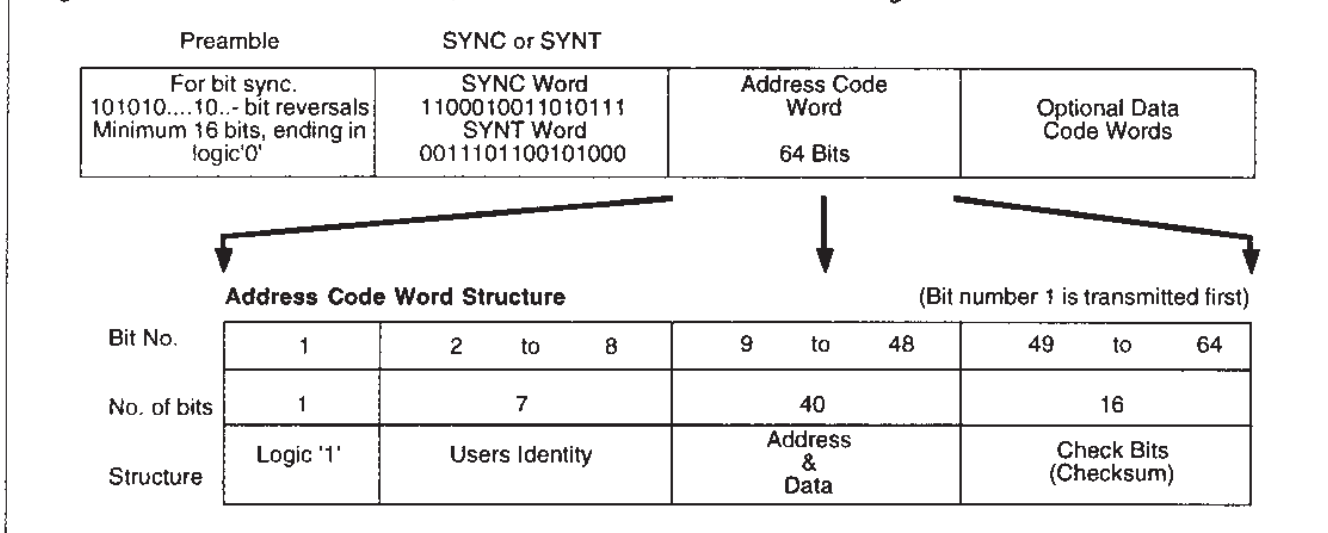 Preamble
SYNC or SYNT
For bit sync.
101010....10..- bit reversals
Minimum 16 bits, ending in
logic'0'
SYNC Word
1100010011010111
SYNT Word
0011101100101000
Address Code
Word
64 Bits
Optional Data
Code Words
Address Code Word Structure
(Bit number 1 is transmitted first)
Bit No.
1
2 to 8
9 to 48
49 to 64
No. of bits
1
7
40
16
Structure
Logic '1'
Users Identity
Address
&
Data
Check Bits
(Checksum)